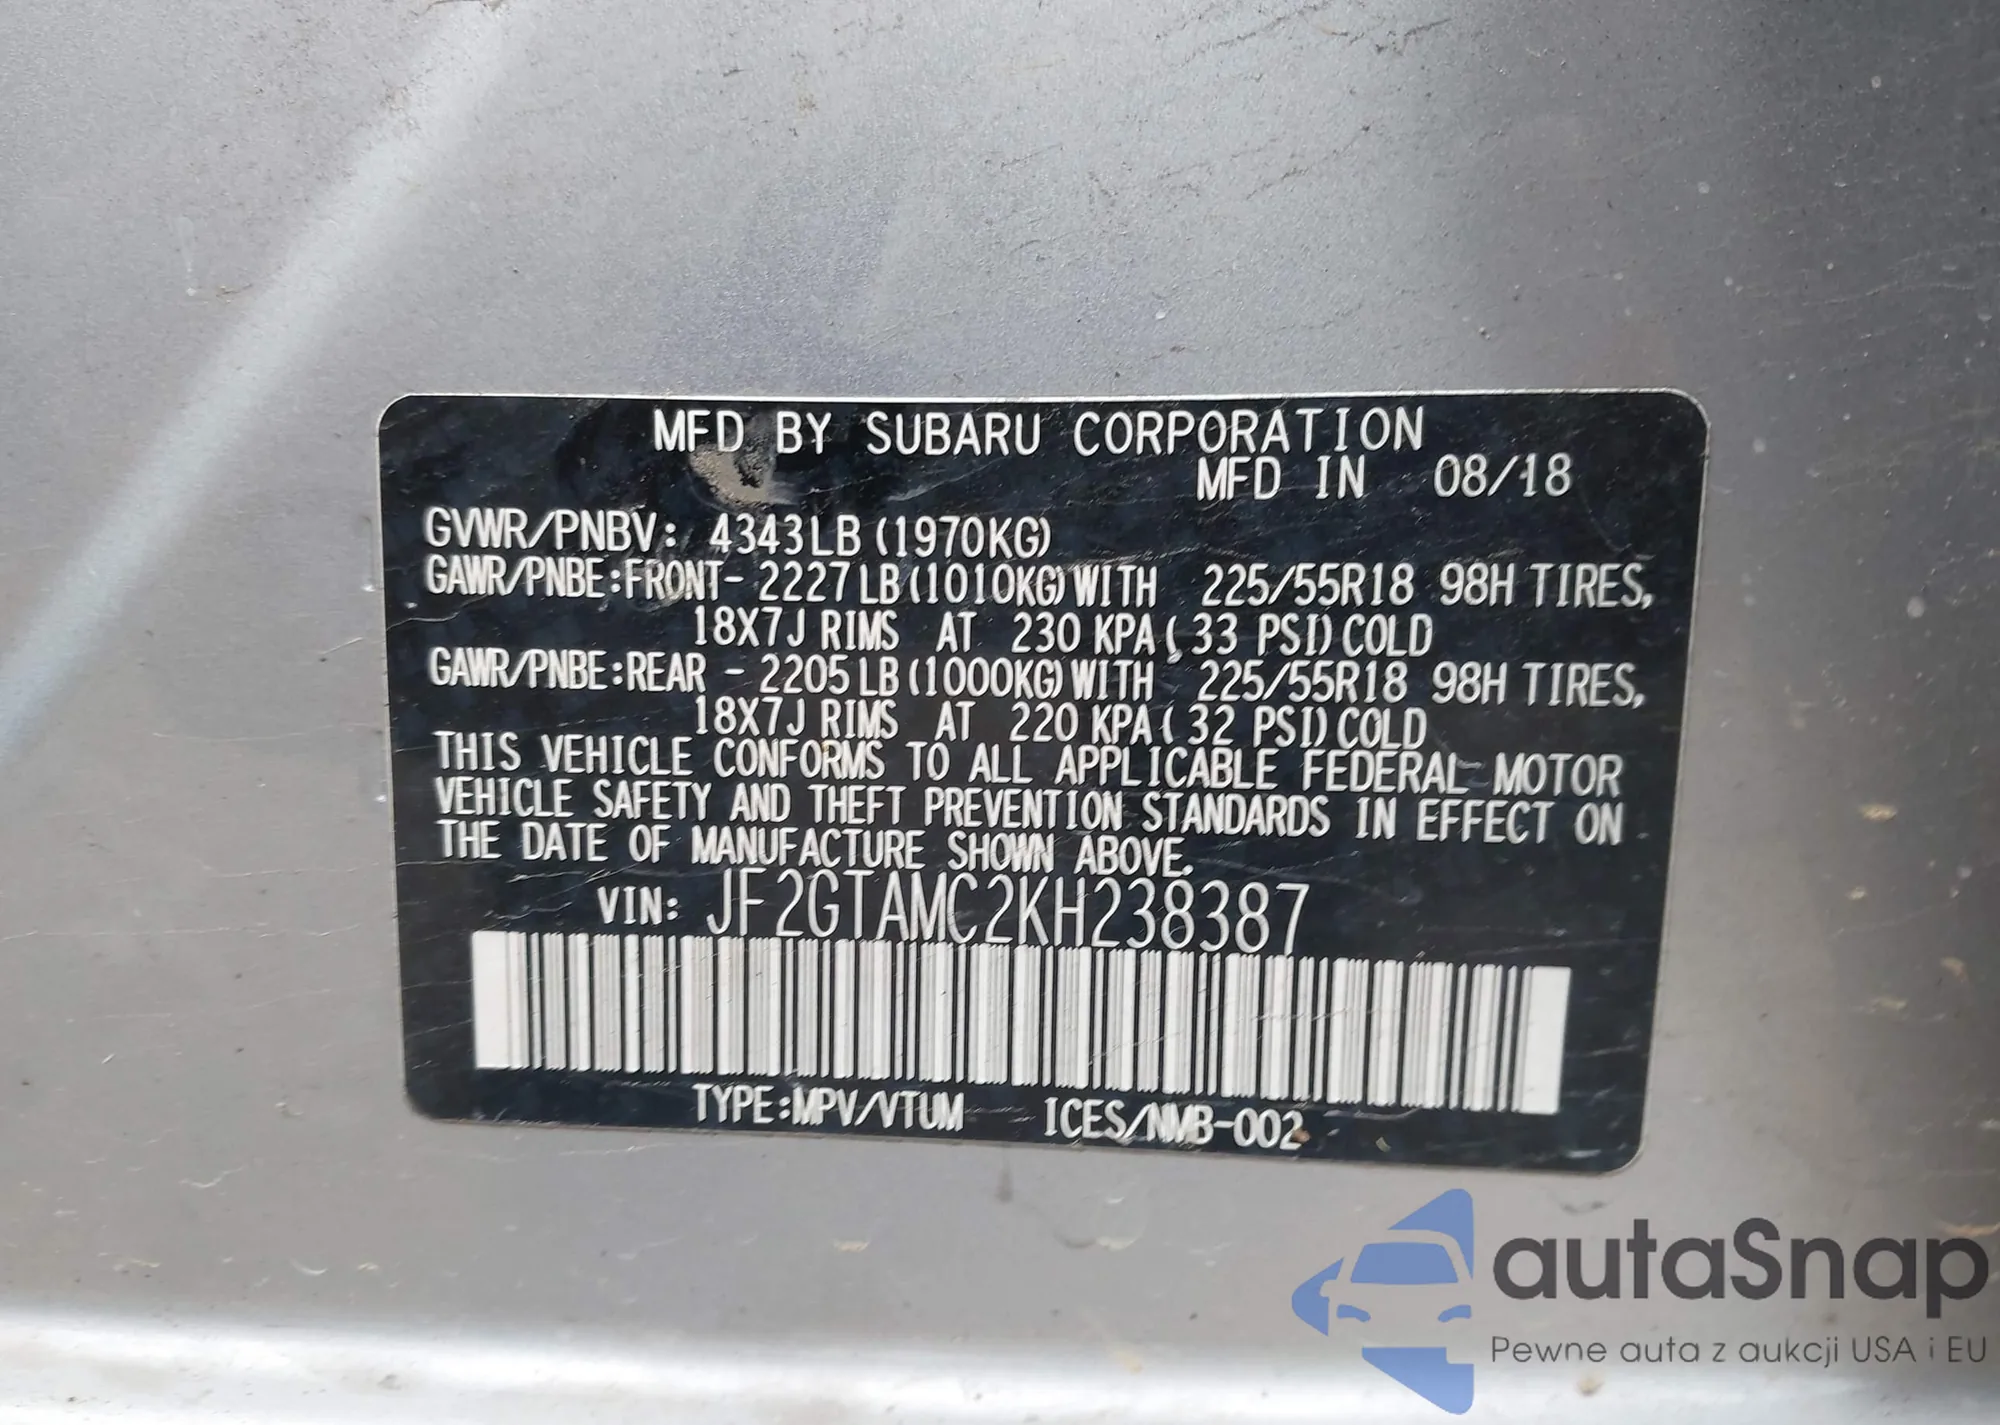 MFD BY SUBARU CORPORATION
MFD IN 08/18
GVWR/PNBV: 4343LB (1970KG)
GAWR/PNBE:FRONT- 2227LB(1010KG)WITH 225/55R18 98H TIRES,
18X7J RIMS AT 230 KPA( 33 PSI)COLD
GAWR/PNBE:REAR - 2205LB(1000KG)WITH 225/55R18 98H TIRES,
18X7J RIMS AT 220 KPA( 32 PSI)COLD
THIS VEHICLE CONFORMS TO ALL APPLICABLE FEDERAL MOTOR
VEHICLE SAFETY AND THEFT PREVENTION STANDARDS IN EFFECT ON
THE DATE OF MANUFACTURE SHOWN ABOVE.
VIN: JF2GTAMC2KH238387
TYPE:MPV/VTUM ICES/NMB-002
autaSnap
Pewne auta z aukcji USA i EU